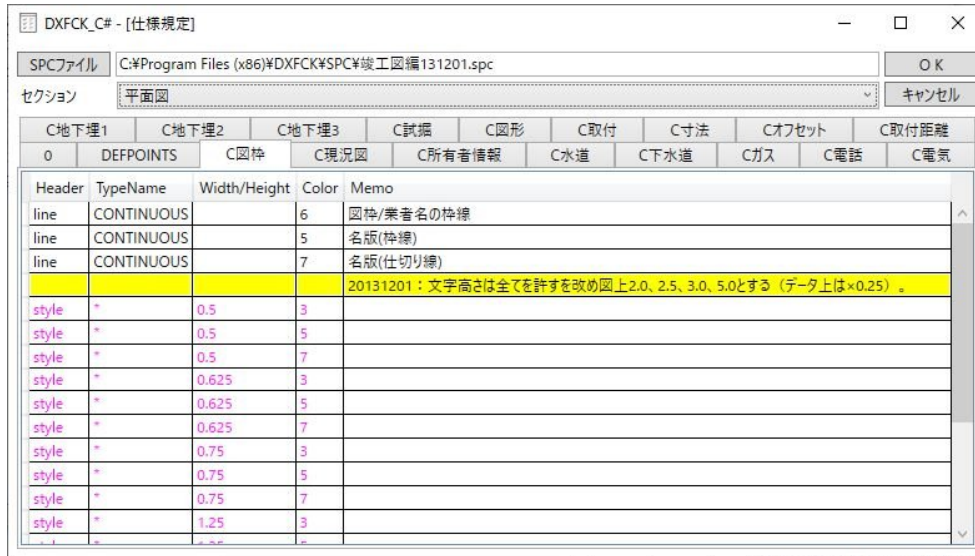 DXFCK_C# - [仕様規定]
SPCファイル C:¥Program Files (x86)¥DXFCK¥SPC¥竣工図編131201.spc OK
セクション 平面図 キャンセル
C地下埋1 C地下埋2 C地下埋3 C試掘 C図形 C取付 C寸法 Cオフセット C取付距離
0 DEFPOINTS C図枠 C現況図 C所有者情報 C水道 C下水道 Cガス C電話 C電気
Header TypeName Width/Height Color Memo
line CONTINUOUS 6 図枠/業者名の枠線
line CONTINUOUS 5 名版(枠線)
line CONTINUOUS 7 名版(仕切り線)
20131201：文字高さは全てを許すを改め図上2.0、2.5、3.0、5.0とする（データ上は×0.25）。
style * 0.5 3
style * 0.5 5
style * 0.5 7
style * 0.625 3
style * 0.625 5
style * 0.625 7
style * 0.75 3
style * 0.75 5
style * 0.75 7
style * 1.25 3